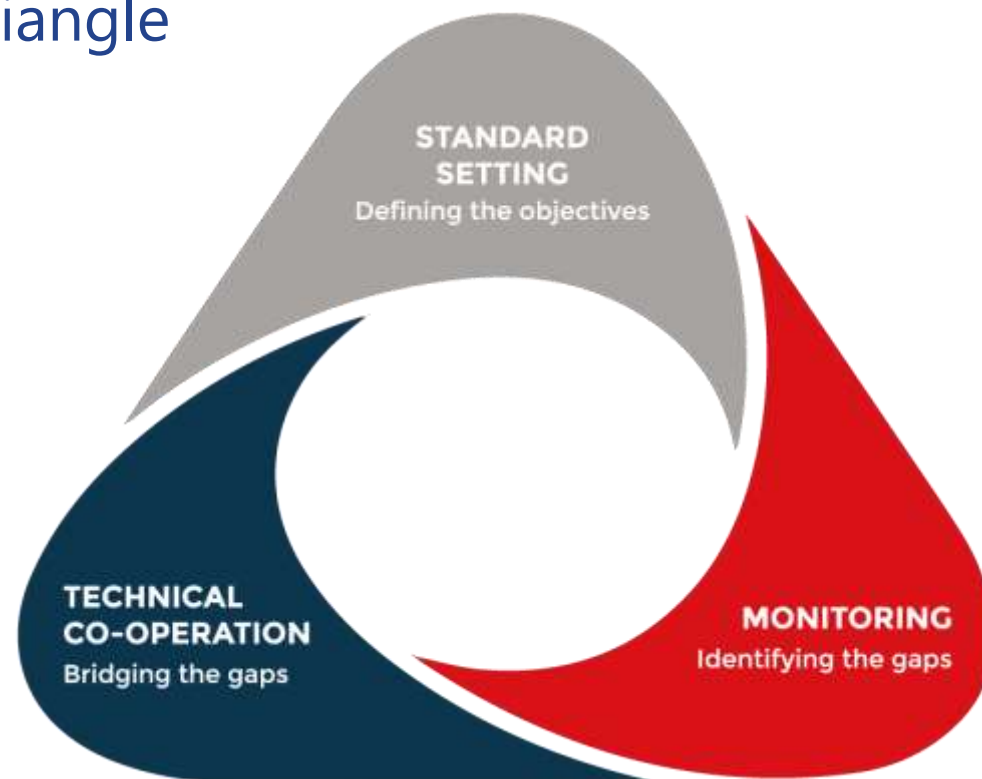 iangle
STANDARD
SETTING
Defining the objectives
TECHNICAL
CO-OPERATION
Bridging the gaps
MONITORING
Identifying the gaps